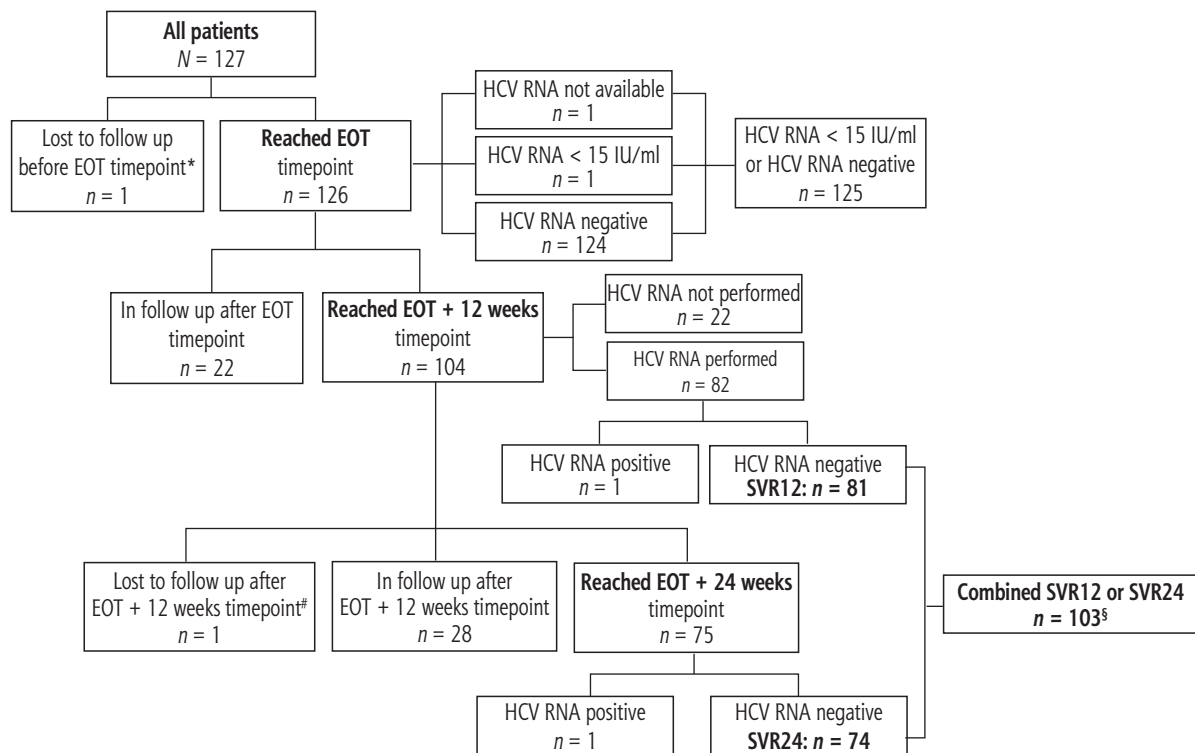 All patients
N = 127
Lost to follow up
before EOT timepoint*
n = 1
Reached EOT
timepoint
n = 126
HCV RNA not available
n = 1
HCV RNA < 15 IU/ml
n = 1
HCV RNA negative
n = 124
HCV RNA < 15 IU/ml
or HCV RNA negative
n = 125
In follow up after EOT
timepoint
n = 22
Reached EOT + 12 weeks
timepoint
n = 104
HCV RNA not performed
n = 22
HCV RNA performed
n = 82
HCV RNA positive
n = 1
HCV RNA negative
SVR12: n = 81
Lost to follow up after
EOT + 12 weeks timepoint#
n = 1
In follow up after
EOT + 12 weeks timepoint
n = 28
Reached EOT + 24 weeks
timepoint
n = 75
Combined SVR12 or SVR24
n = 103§
HCV RNA positive
n = 1
HCV RNA negative
SVR24: n = 74